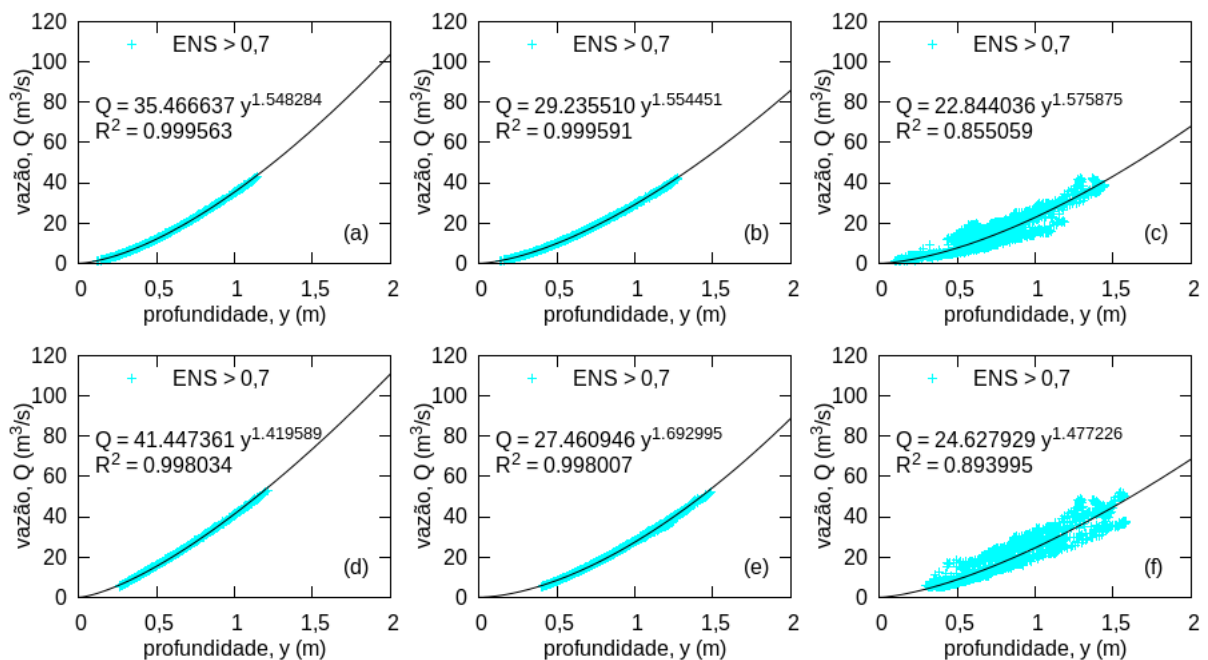 120
100
80
60
40
20
0
vazão, Q (m³/s)
ENS > 0,7
Q = 35.466637 y^1.548284
R² = 0.999563
(a)
0 0,5 1 1,5 2
profundidade, y (m)
120
100
80
60
40
20
0
vazão, Q (m³/s)
ENS > 0,7
Q = 29.235510 y^1.554451
R² = 0.999591
(b)
0 0,5 1 1,5 2
profundidade, y (m)
120
100
80
60
40
20
0
vazão, Q (m³/s)
ENS > 0,7
Q = 22.844036 y^1.575875
R² = 0.855059
(c)
0 0,5 1 1,5 2
profundidade, y (m)
120
100
80
60
40
20
0
vazão, Q (m³/s)
ENS > 0,7
Q = 41.447361 y^1.419589
R² = 0.998034
(d)
0 0,5 1 1,5 2
profundidade, y (m)
120
100
80
60
40
20
0
vazão, Q (m³/s)
ENS > 0,7
Q = 27.460946 y^1.692995
R² = 0.998007
(e)
0 0,5 1 1,5 2
profundidade, y (m)
120
100
80
60
40
20
0
vazão, Q (m³/s)
ENS > 0,7
Q = 24.627929 y^1.477226
R² = 0.893995
(f)
0 0,5 1 1,5 2
profundidade, y (m)